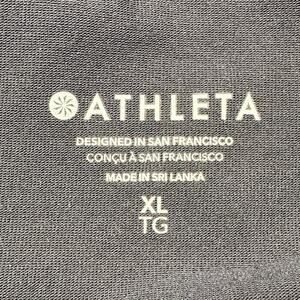 ATHLETA
DESIGNED IN SAN FRANCISCO
CONÇU À SAN FRANCISCO
MADE IN SRI LANKA
XL
TG